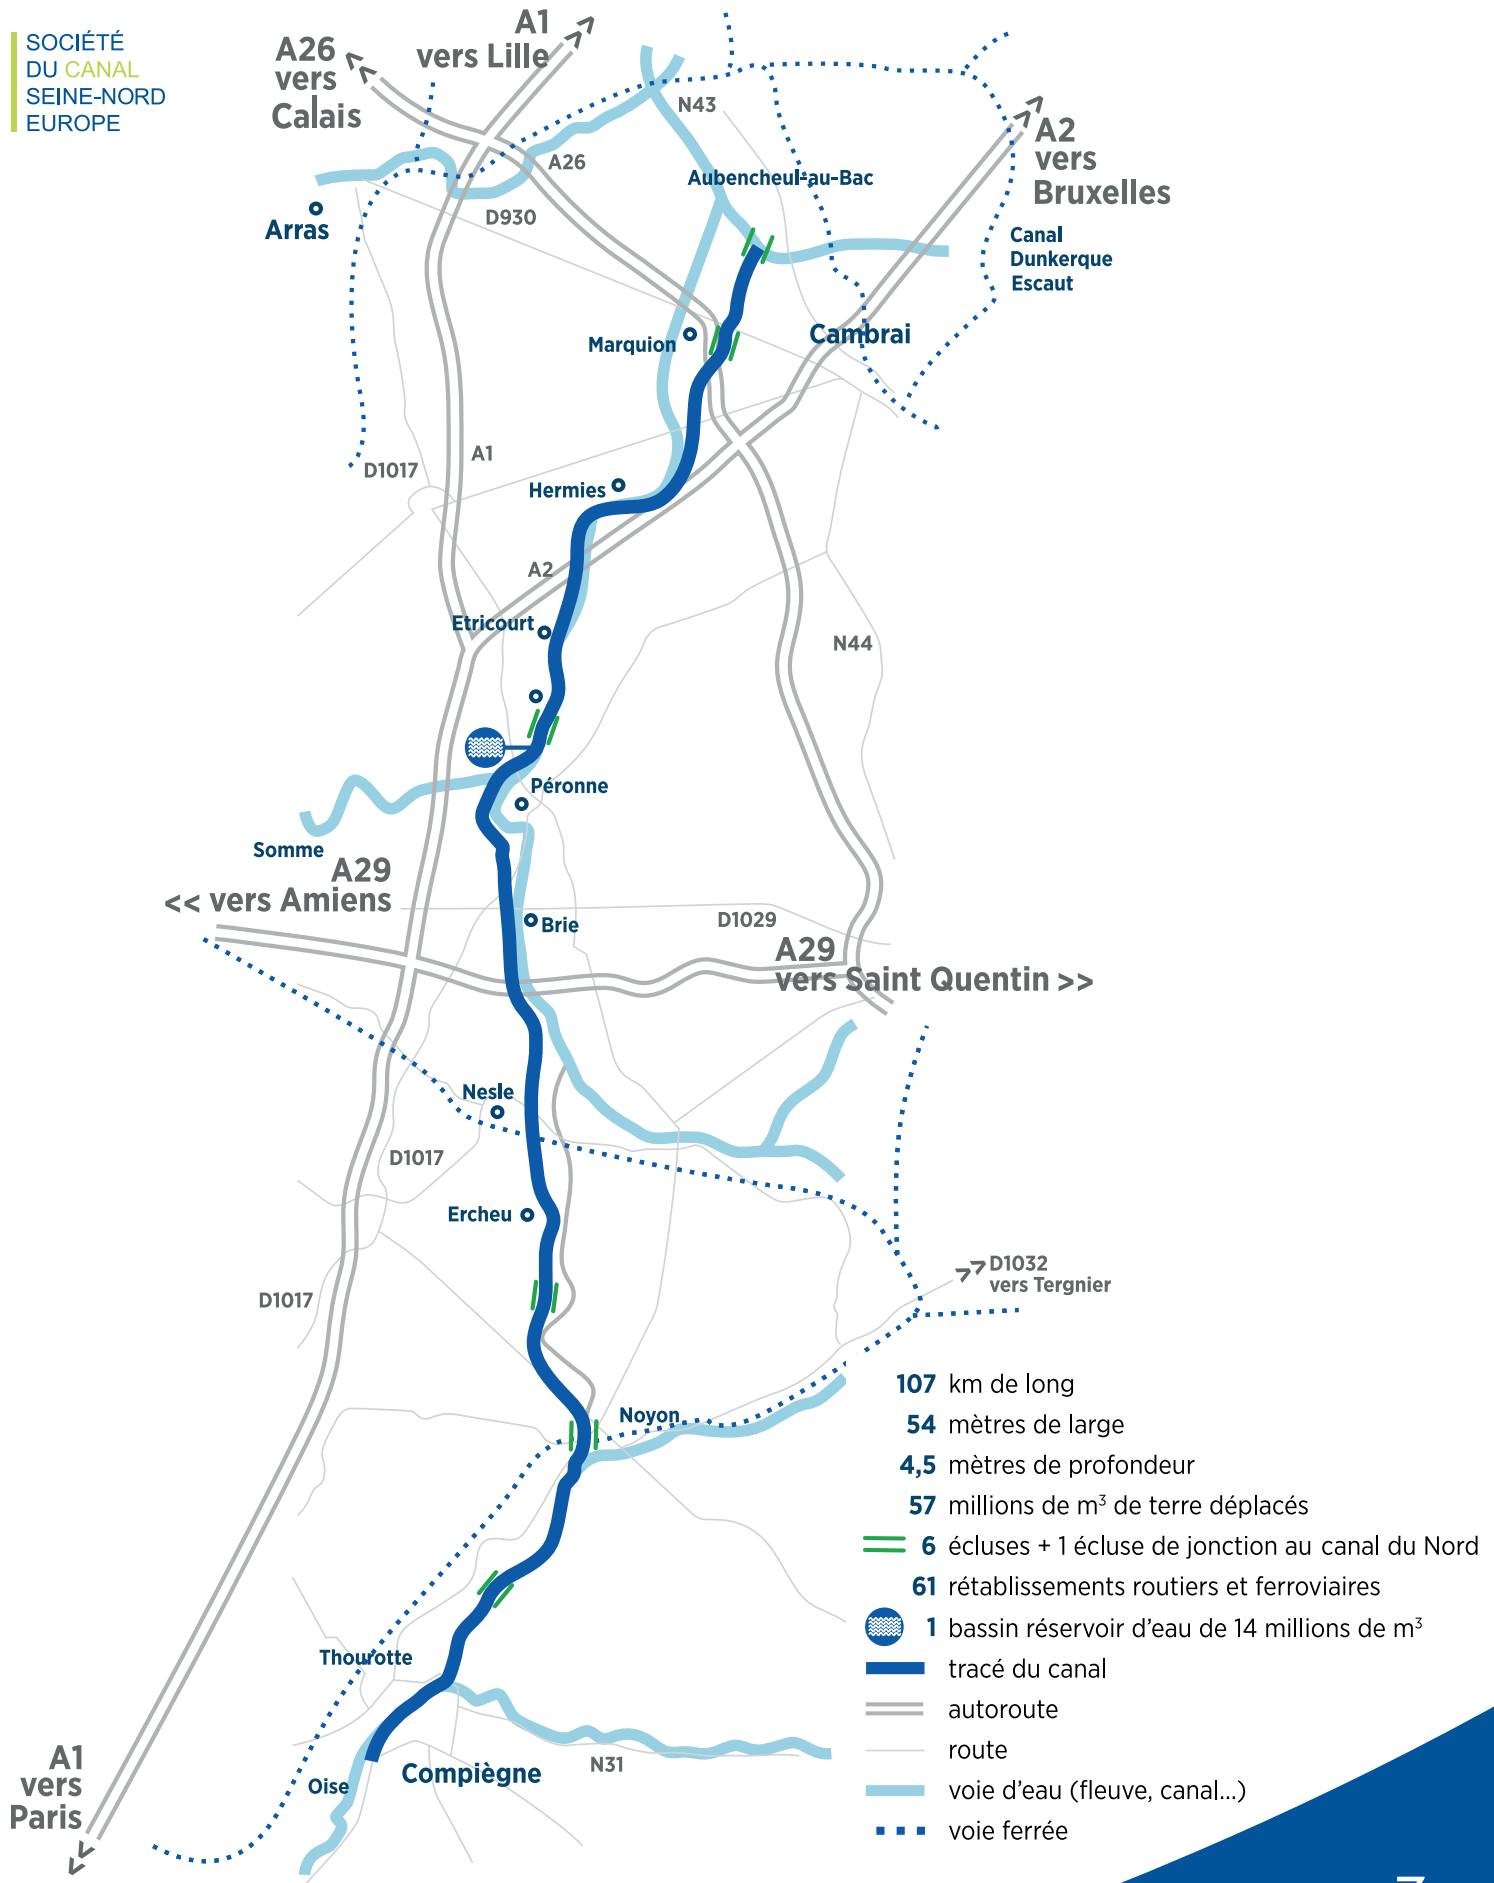 SOCIÉTÉ
DU CANAL
SEINE-NORD
EUROPE
A26
vers
Calais
A1
vers Lille
N43
A2
vers
Bruxelles
A26
Aubencheul-au-Bac
D930
Arras
Canal
Dunkerque
Escaut
Marquion
Cambrai
D1017
A1
Hermies
A2
Etricourt
N44
Péronne
Somme
A29
<< vers Amiens
Brie
D1029
A29
vers Saint Quentin >>
Nesle
D1017
Ercheu
D1032
vers Tergnier
D1017
Noyon
107 km de long
54 mètres de large
4,5 mètres de profondeur
57 millions de m³ de terre déplacés
6 écluses + 1 écluse de jonction au canal du Nord
61 rétablissements routiers et ferroviaires
1 bassin réservoir d'eau de 14 millions de m³
tracé du canal
autoroute
route
voie d'eau (fleuve, canal...)
voie ferrée
Thourotte
N31
Compiègne
Oise
A1
vers
Paris